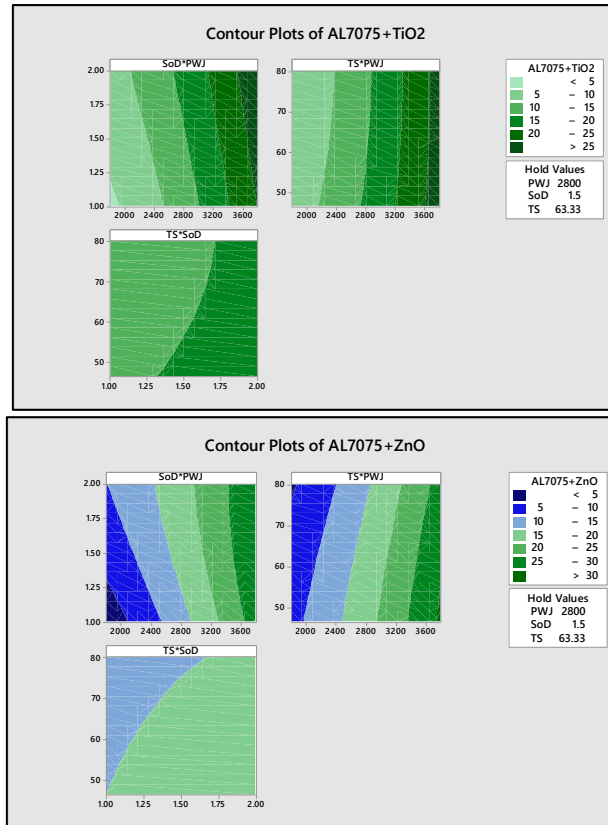 Contour Plots of AL7075+TiO2
SoD*PWJ
TS*PWJ
2.00
1.75
1.50
1.25
1.00
2000 2400 2800 3200 3600
80
70
60
50
2000 2400 2800 3200 3600
TS*SoD
80
70
60
50
1.00 1.25 1.50 1.75 2.00
AL7075+TiO2
< 5
5 – 10
10 – 15
15 – 20
20 – 25
> 25
Hold Values
PWJ 2800
SoD 1.5
TS 63.33
Contour Plots of AL7075+ZnO
SoD*PWJ
TS*PWJ
2.00
1.75
1.50
1.25
1.00
2000 2400 2800 3200 3600
80
70
60
50
2000 2400 2800 3200 3600
TS*SoD
80
70
60
50
1.00 1.25 1.50 1.75 2.00
AL7075+ZnO
< 5
5 – 10
10 – 15
15 – 20
20 – 25
25 – 30
> 30
Hold Values
PWJ 2800
SoD 1.5
TS 63.33